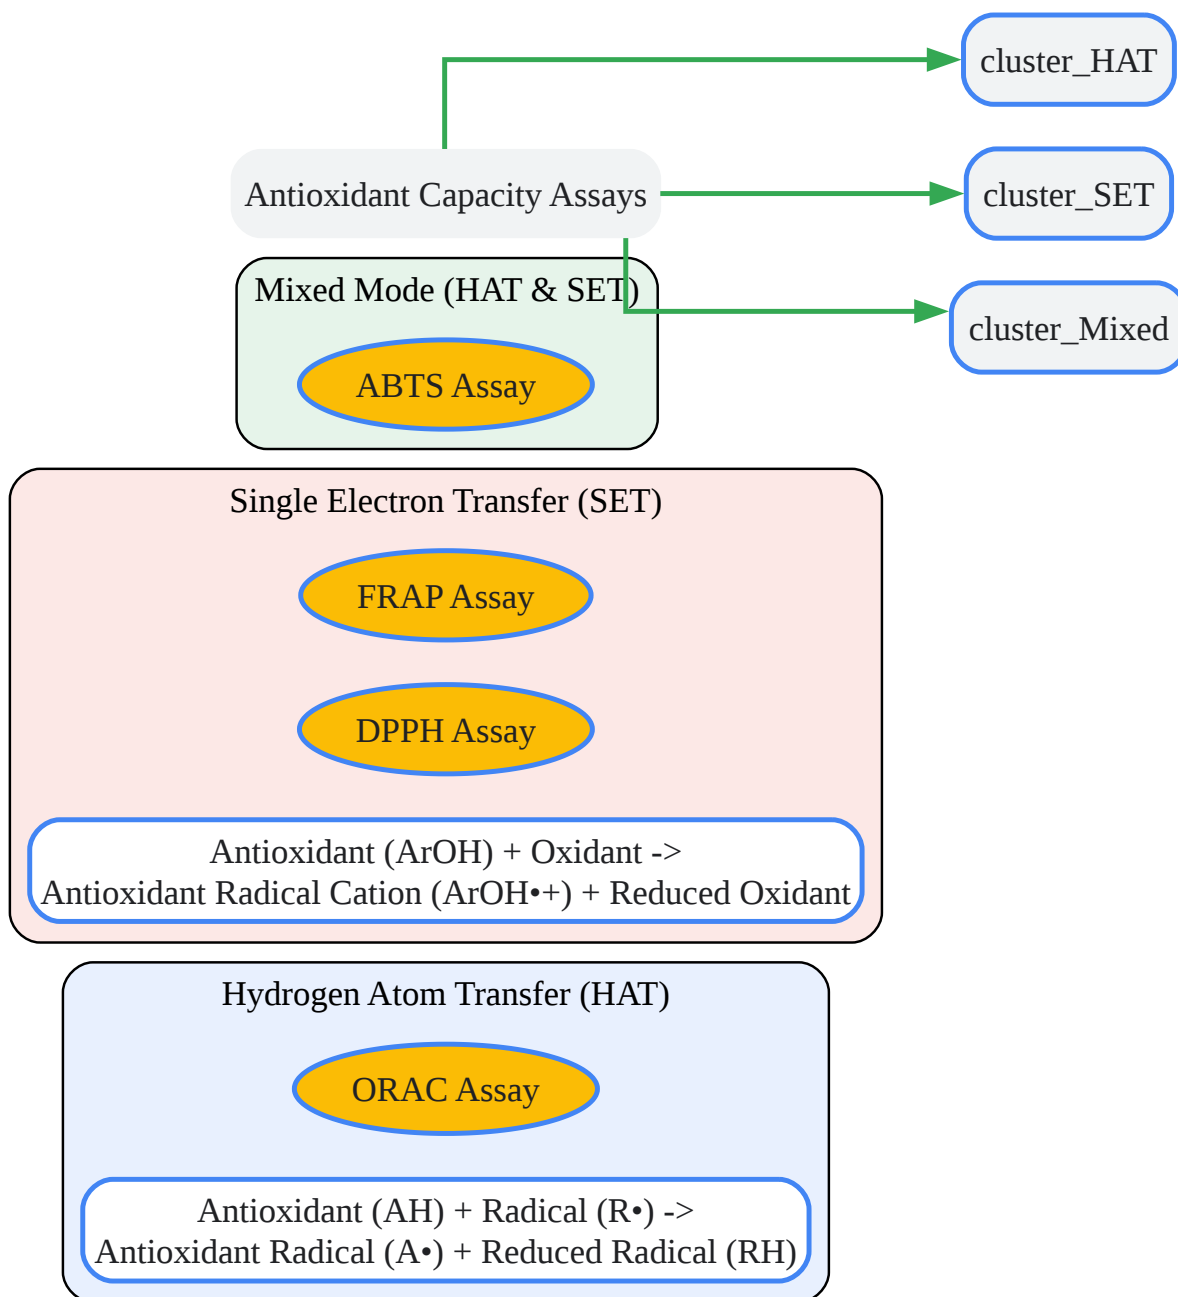 cluster_HAT
Antioxidant Capacity Assays
cluster_SET
Mixed Mode (HAT & SET)
cluster_Mixed
ABTS Assay
Single Electron Transfer (SET)
FRAP Assay
DPPH Assay
Antioxidant (ArOH) + Oxidant ->
Antioxidant Radical Cation (ArOH•+) + Reduced Oxidant
Hydrogen Atom Transfer (HAT)
ORAC Assay
Antioxidant (AH) + Radical (R•) ->
Antioxidant Radical (A•) + Reduced Radical (RH)